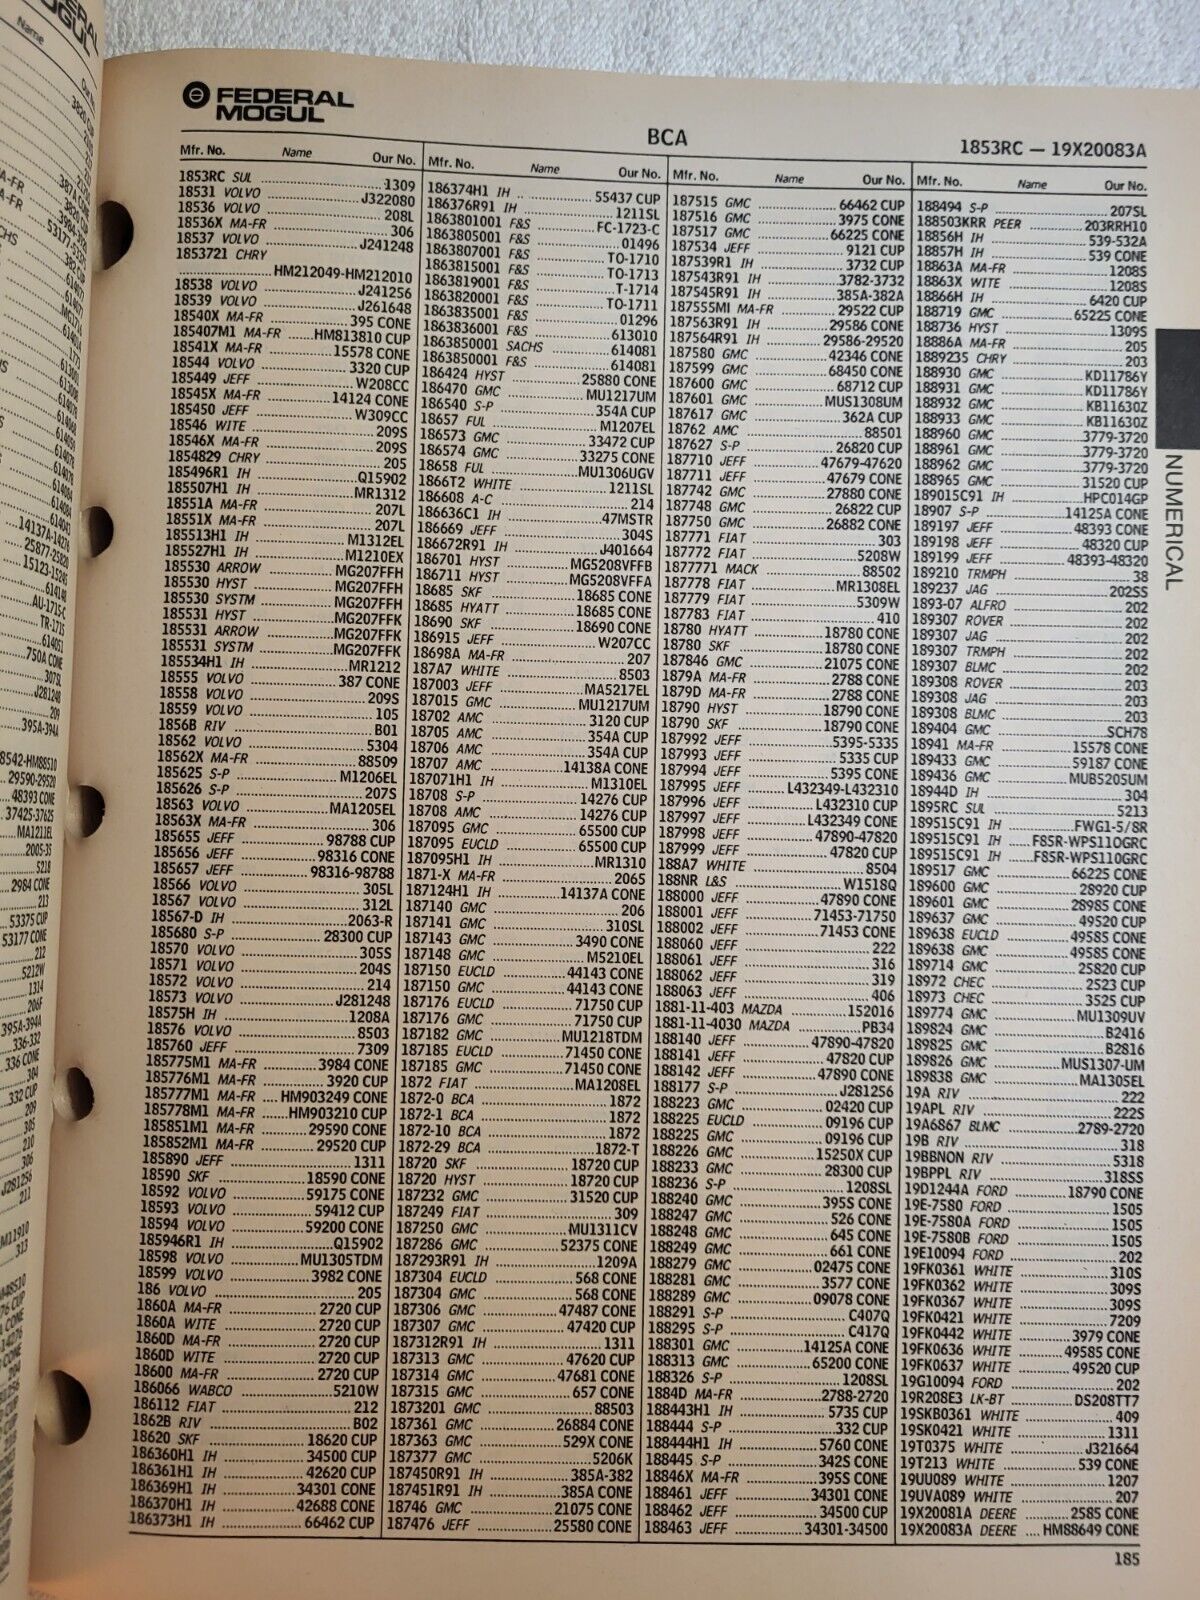 FEDERAL MOGUL
BCA
1853RC — 19X20083A
Mfr. No. Name Our No.
1853RC SUL 1309
18531 VOLVO J322080
18536 VOLVO 208L
18536X MA-FR 306
18537 VOLVO J241248
1853721 CHRY
HM212049-HM212010
18538 VOLVO J241256
18539 VOLVO J261648
18540X MA-FR 395 CONE
185407M1 MA-FR HM813810 CUP
18541X MA-FR 15578 CONE
18544 VOLVO 3320 CUP
185449 JEFF W208CC
18545X MA-FR 14124 CONE
185450 JEFF W309CC
18546 WITE 209S
18546X MA-FR 209S
1854829 CHRY 205
185496R1 IH Q15902
185507H1 IH MR1312
18551A MA-FR 207L
18551X MA-FR 207L
185513H1 IH M1312EL
185527H1 IH M1210EX
185530 ARROW MG207FFH
185530 HYST MG207FFH
185530 SYSTM MG207FFH
185531 HYST MG207FFK
185531 ARROW MG207FFK
185531 SYSTM MG207FFK
185534H1 IH MR1212
18555 VOLVO 387 CONE
18558 VOLVO 209S
18559 VOLVO 105
1856B RIV B01
18562 VOLVO 5304
18562X MA-FR 88509
185625 S-P M1206EL
185626 S-P 207S
18563 VOLVO MA1205EL
18563X MA-FR 306
185655 JEFF 98788 CUP
185656 JEFF 98316 CONE
185657 JEFF 98316-98788
18566 VOLVO 305L
18567 VOLVO 312L
18567-D IH 2063-R
185680 S-P 28300 CUP
18570 VOLVO 305S
18571 VOLVO 204S
18572 VOLVO 214
18573 VOLVO J281248
18575H IH 1208A
18576 VOLVO 8503
185760 JEFF 7309
185775M1 MA-FR 3984 CONE
185776M1 MA-FR 3920 CUP
185777M1 MA-FR HM903249 CONE
185778M1 MA-FR HM903210 CUP
185851M1 MA-FR 29590 CONE
185852M1 MA-FR 29520 CUP
185890 JEFF 1311
18590 SKF 18590 CONE
18592 VOLVO 59175 CONE
18593 VOLVO 59412 CUP
18594 VOLVO 59200 CONE
185946R1 IH Q15902
18598 VOLVO MU1305TDM
18599 VOLVO 3982 CONE
186 VOLVO 205
1860A MA-FR 2720 CUP
1860A WITE 2720 CUP
1860D MA-FR 2720 CUP
1860D WITE 2720 CUP
18600 MA-FR 2720 CUP
186066 WABCO 5210W
186112 FIAT 212
1862B RIV B02
18620 SKF 18620 CUP
186360H1 IH 34500 CUP
186361H1 IH 42620 CUP
186369H1 IH 34301 CONE
186370H1 IH 42688 CONE
186373H1 IH 66462 CUP
Mfr. No. Name Our No.
186374H1 IH 55437 CUP
186376R91 IH 1211SL
1863801001 F&S FC-1723-C
1863805001 F&S 01496
1863807001 F&S TO-1710
1863815001 F&S TO-1713
1863819001 F&S T-1714
1863820001 F&S TO-1711
1863835001 F&S 01296
1863836001 F&S 613010
1863850001 SACHS 614081
1863850001 F&S 614081
186424 HYST 25880 CONE
186470 GMC MU1217UM
186540 S-P 354A CUP
18657 FUL M1207EL
186573 GMC 33472 CUP
186574 GMC 33275 CONE
18658 FUL MU1306UGV
1866T2 WHITE 1211SL
186608 A-C 214
186636C1 IH 47MSTR
186669 JEFF 304S
186672R91 IH J401664
186701 HYST MG5208VFFB
186711 HYST MG5208VFFA
18685 SKF 18685 CONE
18685 HYATT 18685 CONE
18690 SKF 18690 CONE
186915 JEFF W207CC
18698A MA-FR 207
187A7 WHITE 8503
187003 JEFF MA5217EL
187015 GMC MU1217UM
18702 AMC 3120 CUP
18705 AMC 354A CUP
18706 AMC 354A CUP
18707 AMC 14138A CONE
187071H1 IH M1310EL
18708 S-P 14276 CUP
18708 AMC 14276 CUP
187095 GMC 65500 CUP
187095 EUCLD 65500 CUP
187095H1 IH MR1310
1871-X MA-FR 206S
187124H1 IH 14137A CONE
187140 GMC 206
187141 GMC 310SL
187143 GMC 3490 CONE
187148 GMC M5210EL
187150 EUCLD 44143 CONE
187150 GMC 44143 CONE
187176 EUCLD 71750 CUP
187176 GMC 71750 CUP
187182 GMC MU1218TDM
187185 EUCLD 71450 CONE
187185 GMC 71450 CONE
1872 FIAT MA1208EL
1872-0 BCA 1872
1872-1 BCA 1872
1872-10 BCA 1872
1872-29 BCA 1872-T
18720 SKF 18720 CUP
18720 HYST 18720 CUP
187232 GMC 31520 CUP
187249 FIAT 309
187250 GMC MU1311CV
187286 GMC 52375 CONE
187293R91 IH 1209A
187304 EUCLD 568 CONE
187304 GMC 568 CONE
187306 GMC 47487 CONE
187307 GMC 47420 CUP
187312R91 IH 1311
187313 GMC 47620 CUP
187314 GMC 47681 CONE
187315 GMC 657 CONE
1873201 GMC 88503
187361 GMC 26884 CONE
187363 GMC 529X CONE
187377 GMC 5206K
187450R91 IH 385A-382
187451R91 IH 385A CONE
18746 GMC 21075 CONE
187476 JEFF 25580 CONE
Mfr. No. Name Our No.
187515 GMC 66462 CUP
187516 GMC 3975 CONE
187517 GMC 66225 CONE
187534 JEFF 9121 CUP
187539R1 IH 3732 CUP
187543R91 IH 3782-3732
187545R91 IH 385A-382A
187555MI MA-FR 29522 CUP
187563R91 IH 29586 CONE
187564R91 IH 29586-29520
187580 GMC 42346 CONE
187599 GMC 68450 CONE
187600 GMC 68712 CUP
187601 GMC MUS1308UM
187617 GMC 362A CUP
18762 AMC 88501
187627 S-P 26820 CUP
187710 JEFF 47679-47620
187711 JEFF 47679 CONE
187742 GMC 27880 CONE
187748 GMC 26822 CUP
187750 GMC 26882 CONE
187771 FIAT 303
187772 FIAT 5208W
1877771 MACK 88502
187778 FIAT MR1308EL
187779 FIAT 5309W
187783 FIAT 410
18780 HYATT 18780 CONE
18780 SKF 18780 CONE
187846 GMC 21075 CONE
1879A MA-FR 2788 CONE
1879D MA-FR 2788 CONE
18790 HYST 18790 CONE
18790 SKF 18790 CONE
187992 JEFF 5395-5335
187993 JEFF 5335 CUP
187994 JEFF 5395 CONE
187995 JEFF L432349-L432310
187996 JEFF L432310 CUP
187997 JEFF L432349 CONE
187998 JEFF 47890-47820
187999 JEFF 47820 CUP
188A7 WHITE 8504
188NR L&S W1518Q
188000 JEFF 47890 CONE
188001 JEFF 71453-71750
188002 JEFF 71453 CONE
188060 JEFF 222
188061 JEFF 316
188062 JEFF 319
188063 JEFF 406
1881-11-403 MAZDA 152016
1881-11-4030 MAZDA PB34
188140 JEFF 47890-47820
188141 JEFF 47820 CUP
188142 JEFF 47890 CONE
188177 S-P J281256
188223 GMC 02420 CUP
188225 EUCLD 09196 CUP
188225 GMC 09196 CUP
188226 GMC 15250X CUP
188233 GMC 28300 CUP
188236 S-P 1208SL
188240 GMC 395S CONE
188247 GMC 526 CONE
188248 GMC 645 CONE
188249 GMC 661 CONE
188279 GMC 02475 CONE
188281 GMC 3577 CONE
188289 GMC 09078 CONE
188291 S-P C407Q
188295 S-P C417Q
188301 GMC 14125A CONE
188313 GMC 65200 CONE
188326 S-P 1208SL
1884D MA-FR 2788-2720
188443H1 IH 5735 CUP
188444 S-P 332 CUP
188444H1 IH 5760 CONE
188445 S-P 342S CONE
18846X MA-FR 395S CONE
188461 JEFF 34301 CONE
188462 JEFF 34500 CUP
188463 JEFF 34301-34500
Mfr. No. Name Our No.
188494 S-P 207SL
188503KRR PEER 203RRH10
18856H IH 539-532A
18857H IH 539 CONE
18863A MA-FR 1208S
18863X WITE 1208S
18866H IH 6420 CUP
188719 GMC 65225 CONE
188736 HYST 1309S
18886A MA-FR 205
1889235 CHRY 203
188930 GMC KD11786Y
188931 GMC KD11786Y
188932 GMC KB11630Z
188933 GMC KB11630Z
188960 GMC 3779-3720
188961 GMC 3779-3720
188962 GMC 3779-3720
188965 GMC 31520 CUP
189015C91 IH HPC014GP
18907 S-P 14125A CONE
189197 JEFF 48393 CONE
189198 JEFF 48320 CUP
189199 JEFF 48393-48320
189210 TRMPH 38
189237 JAG 202SS
1893-07 ALFRO 202
189307 ROVER 202
189307 JAG 202
189307 TRMPH 202
189307 BLMC 202
189308 ROVER 203
189308 JAG 203
189308 BLMC 203
189404 GMC SCH78
18941 MA-FR 15578 CONE
189433 GMC 59187 CONE
189436 GMC MUB5205UM
18944D IH 304
1895RC SUL 5213
189515C91 IH FWG1-5/8R
189515C91 IH F85R-WPS110GRC
189515C91 IH F85R-WPS110GRC
189517 GMC 66225 CONE
189600 GMC 28920 CUP
189601 GMC 28985 CONE
189637 GMC 49520 CUP
189638 EUCLD 49585 CONE
189638 GMC 49585 CONE
189714 GMC 25820 CUP
18972 CHEC 2523 CUP
18973 CHEC 3525 CUP
189774 GMC MU1309UV
189824 GMC B2416
189825 GMC B2816
189826 GMC MUS1307-UM
189838 GMC MA1305EL
19A RIV 222
19APL RIV 222S
19A6867 BLMC 2789-2720
19B RIV 318
19BBNON RIV 5318
19BPPL RIV 318SS
19D1244A FORD 18790 CONE
19E-7580 FORD 1505
19E-7580A FORD 1505
19E-7580B FORD 1505
19E10094 FORD 202
19FK0361 WHITE 310S
19FK0362 WHITE 309S
19FK0367 WHITE 309S
19FK0421 WHITE 7209
19FK0442 WHITE 3979 CONE
19FK0636 WHITE 49585 CONE
19FK0637 WHITE 49520 CUP
19G10094 FORD 202
19R208E3 LK-BT DS208TT7
19SKB0361 WHITE 409
19SK0421 WHITE 1311
19T0375 WHITE J321664
19T213 WHITE 539 CONE
19UU089 WHITE 1207
19UVA089 WHITE 207
19X20081A DEERE 2585 CONE
19X20083A DEERE HM88649 CONE
NUMERICAL
185